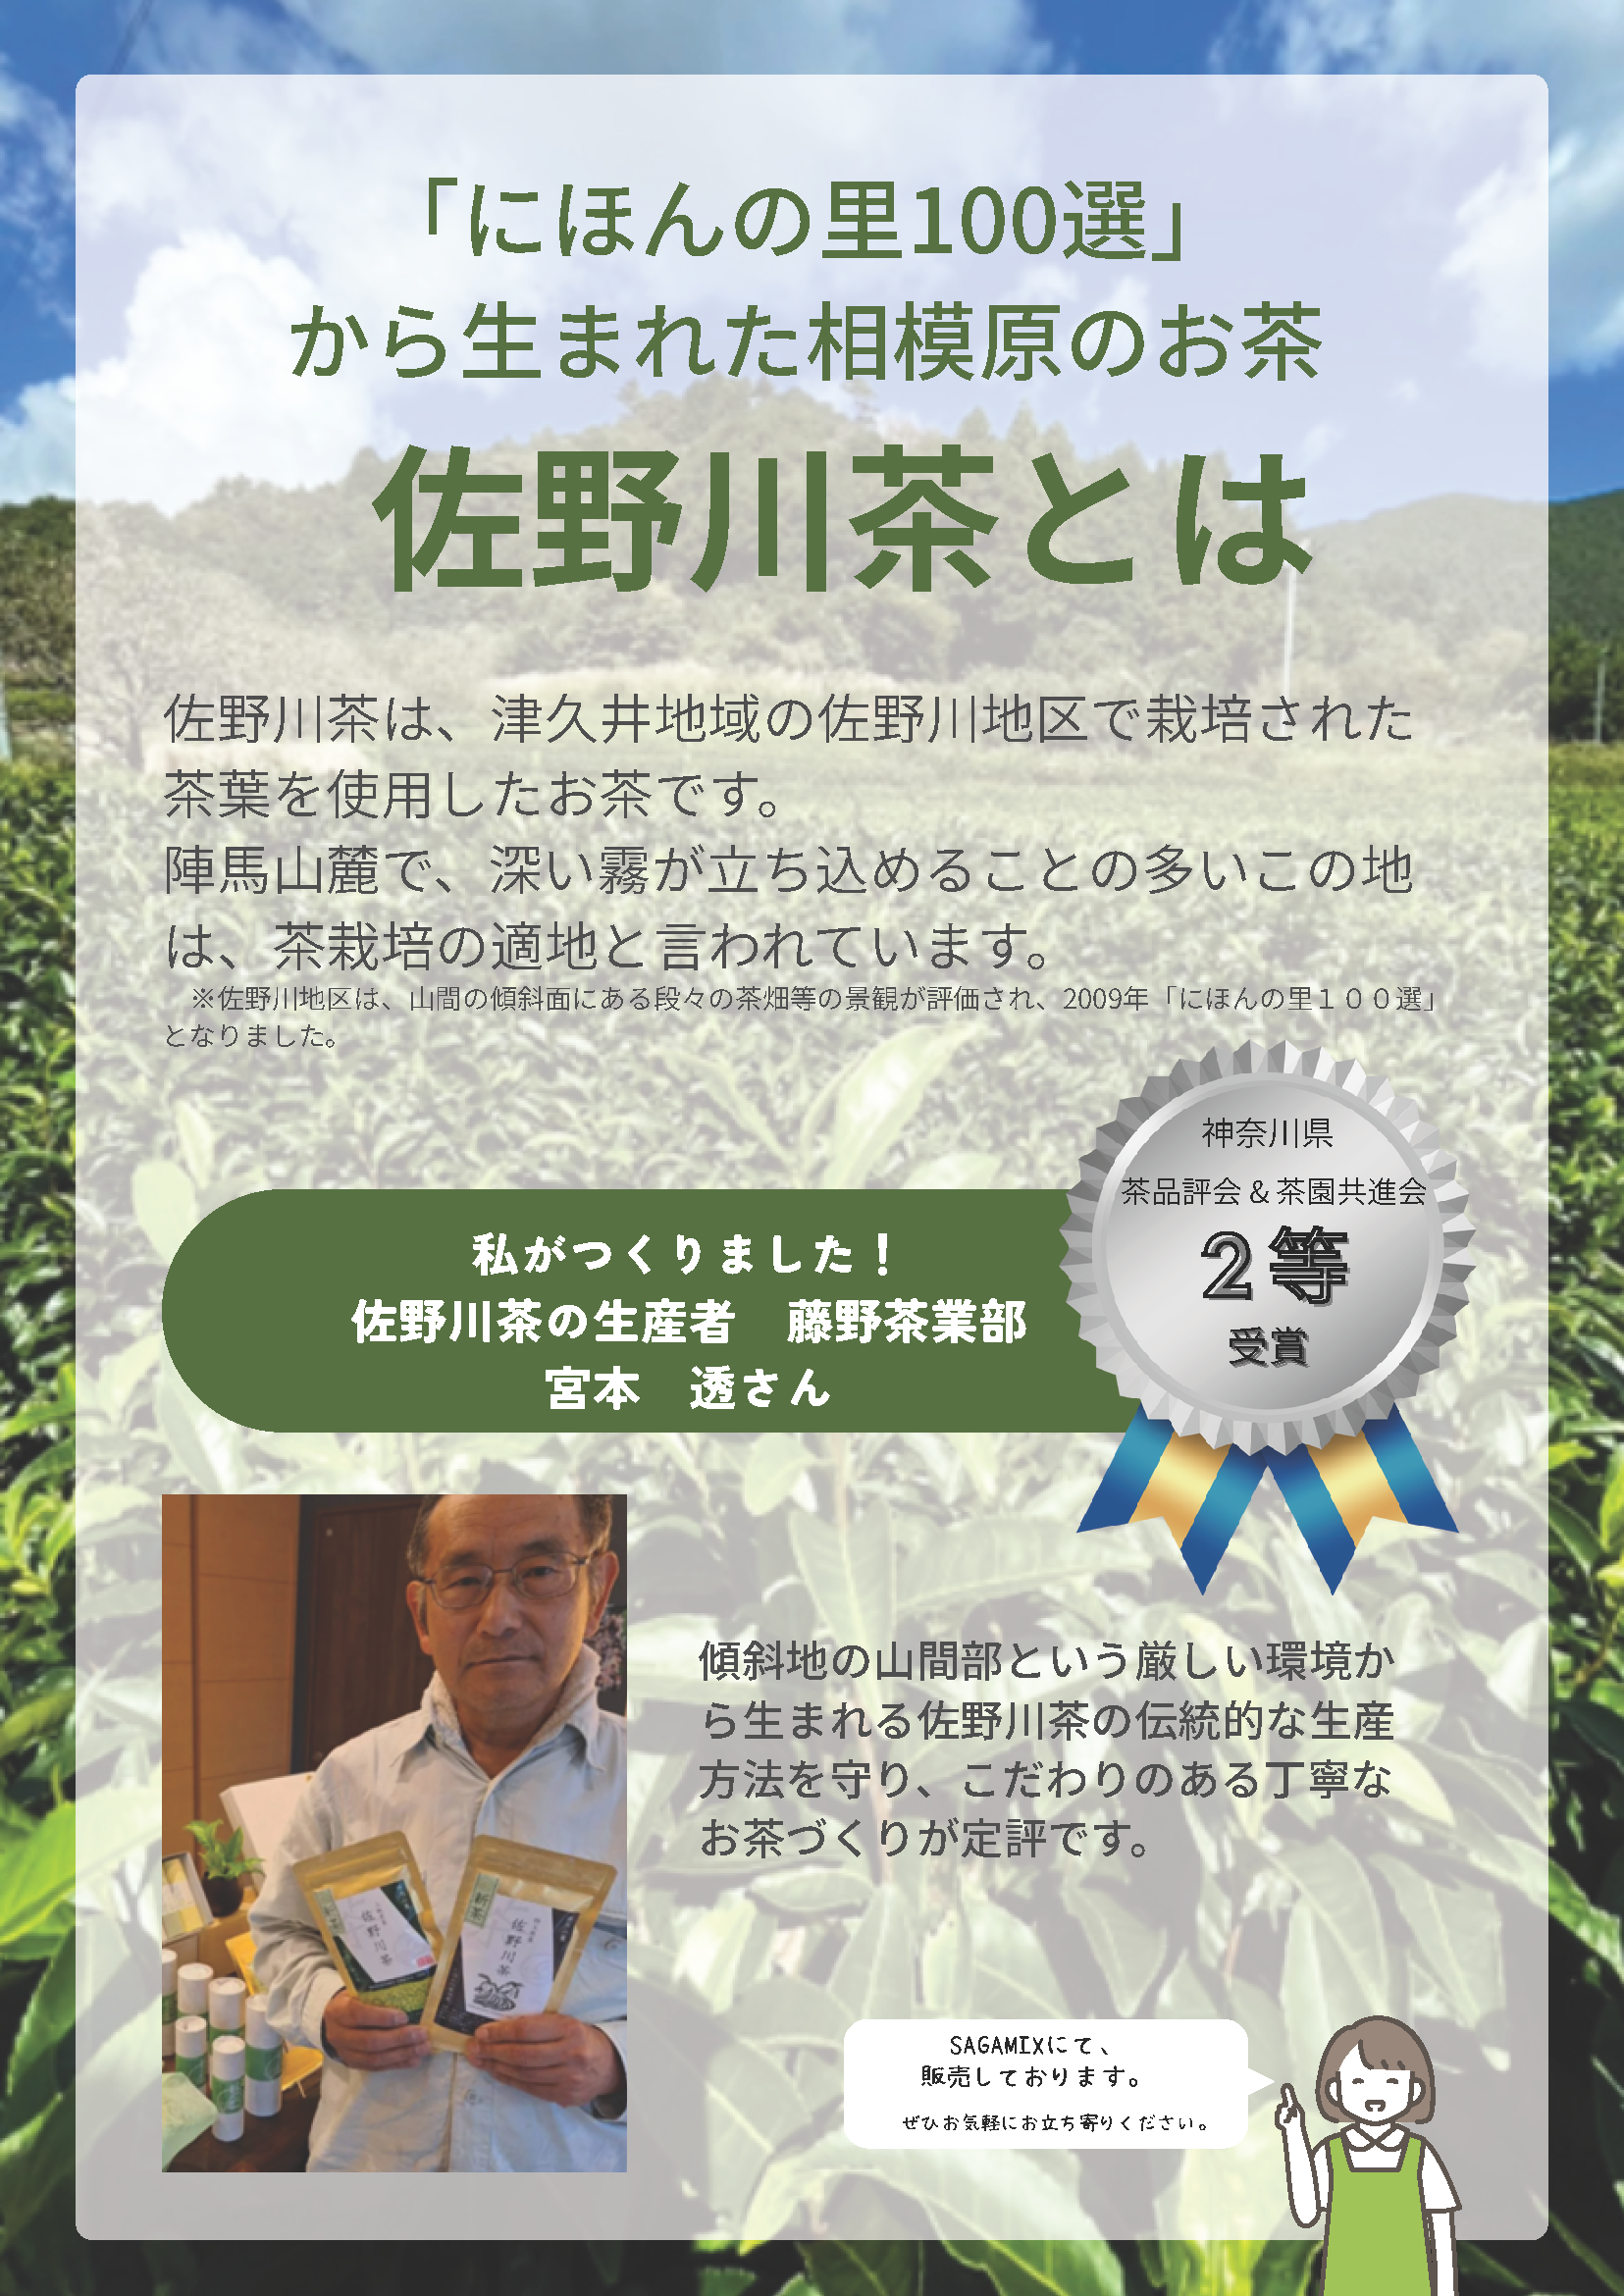 「にほんの里100選」
から生まれた相模原のお茶
佐野川茶とは
佐野川茶は、津久井地域の佐野川地区で栽培された
茶葉を使用したお茶です。
陣馬山麓で、深い霧が立ち込めることの多いこの地
は、茶栽培の適地と言われています。
※佐野川地区は、山間の傾斜面にある段々の茶畑等の景観が評価され、2009年「にほんの里１００選」
となりました。
神奈川県
茶品評会＆茶園共進会
2等
受賞
私がつくりました！
佐野川茶の生産者　藤野茶業部
宮本　透さん
傾斜地の山間部という厳しい環境か
ら生まれる佐野川茶の伝統的な生産
方法を守り、こだわりのある丁寧な
お茶づくりが定評です。
佐野川茶
新茶
佐野川茶
SAGAMIXにて、
販売しております。
ぜひお気軽にお立ち寄りください。